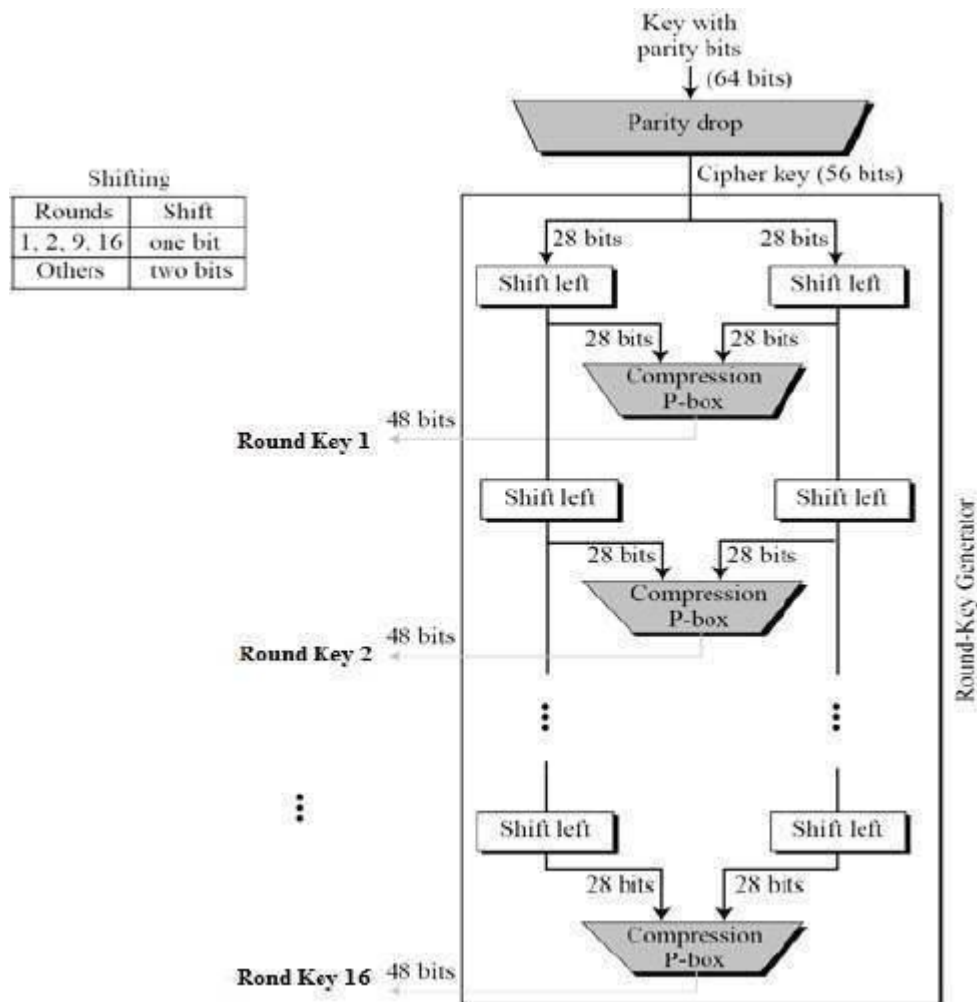 Key with
parity bits
(64 bits)
Parity drop
Cipher key (56 bits)
Shifting
Rounds Shift
1, 2, 9, 16 one bit
Others two bits
28 bits 28 bits
Shift left Shift left
28 bits 28 bits
Compression
P-box
48 bits
Round Key 1
Shift left Shift left
28 bits 28 bits
Compression
P-box
48 bits
Round Key 2
Round-Key Generator
Shift left Shift left
28 bits 28 bits
Compression
P-box
48 bits
Rond Key 16